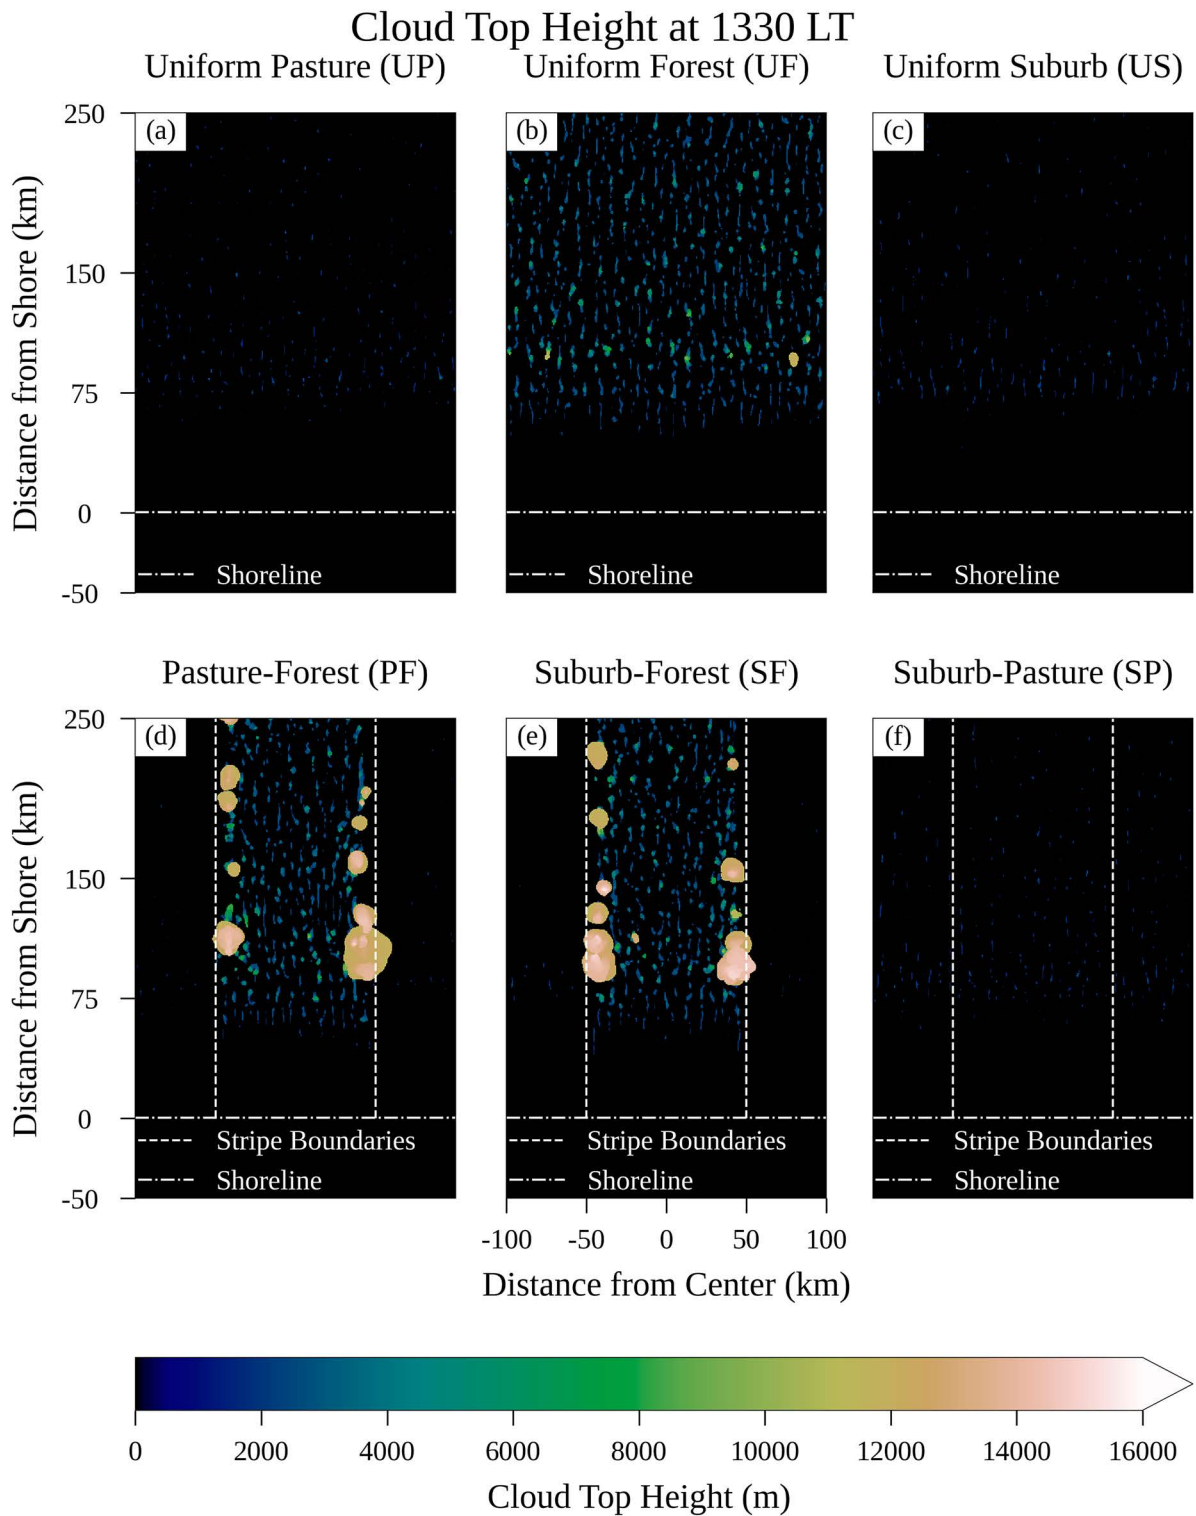 Cloud Top Height at 1330 LT
Uniform Pasture (UP) Uniform Forest (UF) Uniform Suburb (US)
(a) (b) (c)
250
150
75
0
-50
Distance from Shore (km)
Shoreline Shoreline Shoreline
Pasture-Forest (PF) Suburb-Forest (SF) Suburb-Pasture (SP)
(d) (e) (f)
250
150
75
0
-50
Distance from Shore (km)
Stripe Boundaries Stripe Boundaries Stripe Boundaries
Shoreline Shoreline Shoreline
-100 -50 0 50 100
Distance from Center (km)
0 2000 4000 6000 8000 10000 12000 14000 16000
Cloud Top Height (m)